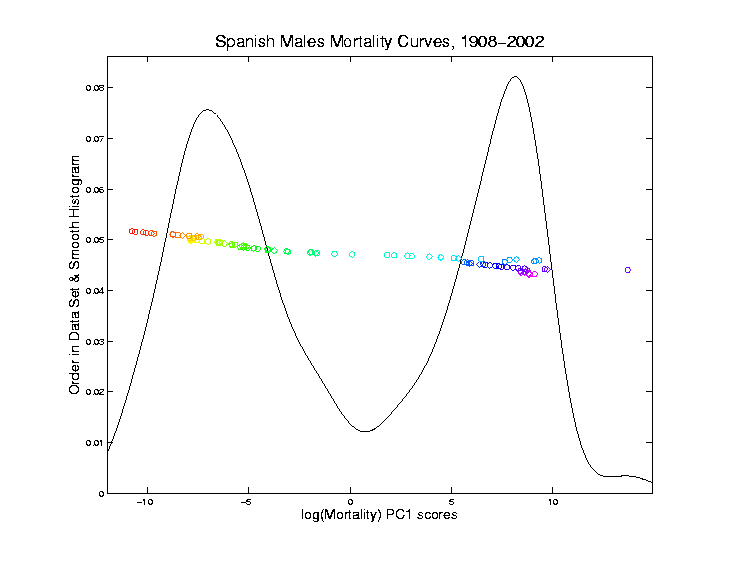 Spanish Males Mortality Curves, 1908-2002
Order in Data Set & Smooth Histogram
0.08
0.07
0.06
0.05
0.04
0.03
0.02
0.01
0
-10 -5 0 5 10
log(Mortality) PC1 scores